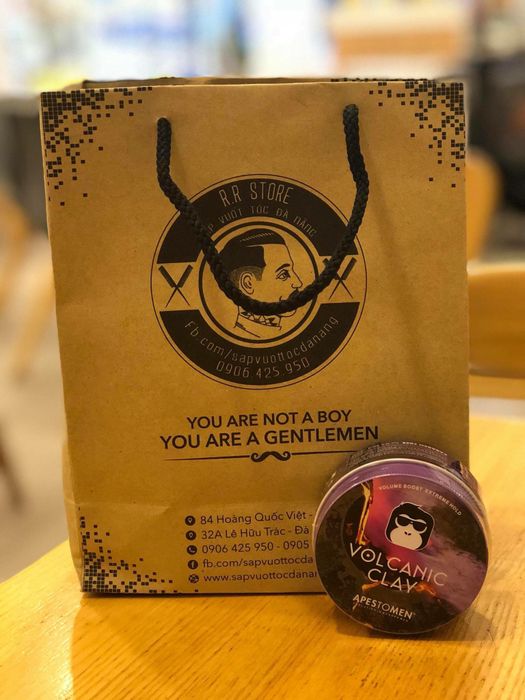 R.R STORE
SÁP VUỐT TÓC ĐÀ NẴNG
fb.com/sapvuottocdanang
0906.425.950
YOU ARE NOT A BOY
YOU ARE A GENTLEMEN
84 Hoàng Quốc Việt -
32A Lê Hữu Trác - Đà
0906 425 950 - 0905
fb.com/sapvuottocda
www.sapvuottocdanan
VOLUME BOOST EXTREME HOLD
VOLCANIC
CLAY
APESTOMEN